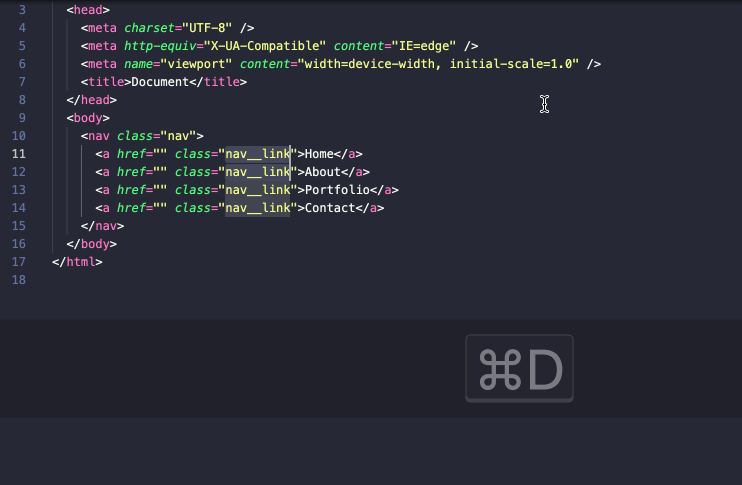 3 <head>
4 <meta charset="UTF-8" />
5 <meta http-equiv="X-UA-Compatible" content="IE=edge" />
6 <meta name="viewport" content="width=device-width, initial-scale=1.0" />
7 <title>Document</title>
8 </head>
9 <body>
10 <nav class="nav">
11 <a href="" class="nav__link">Home</a>
12 <a href="" class="nav__link">About</a>
13 <a href="" class="nav__link">Portfolio</a>
14 <a href="" class="nav__link">Contact</a>
15 </nav>
16 </body>
17 </html>
18
⌘D